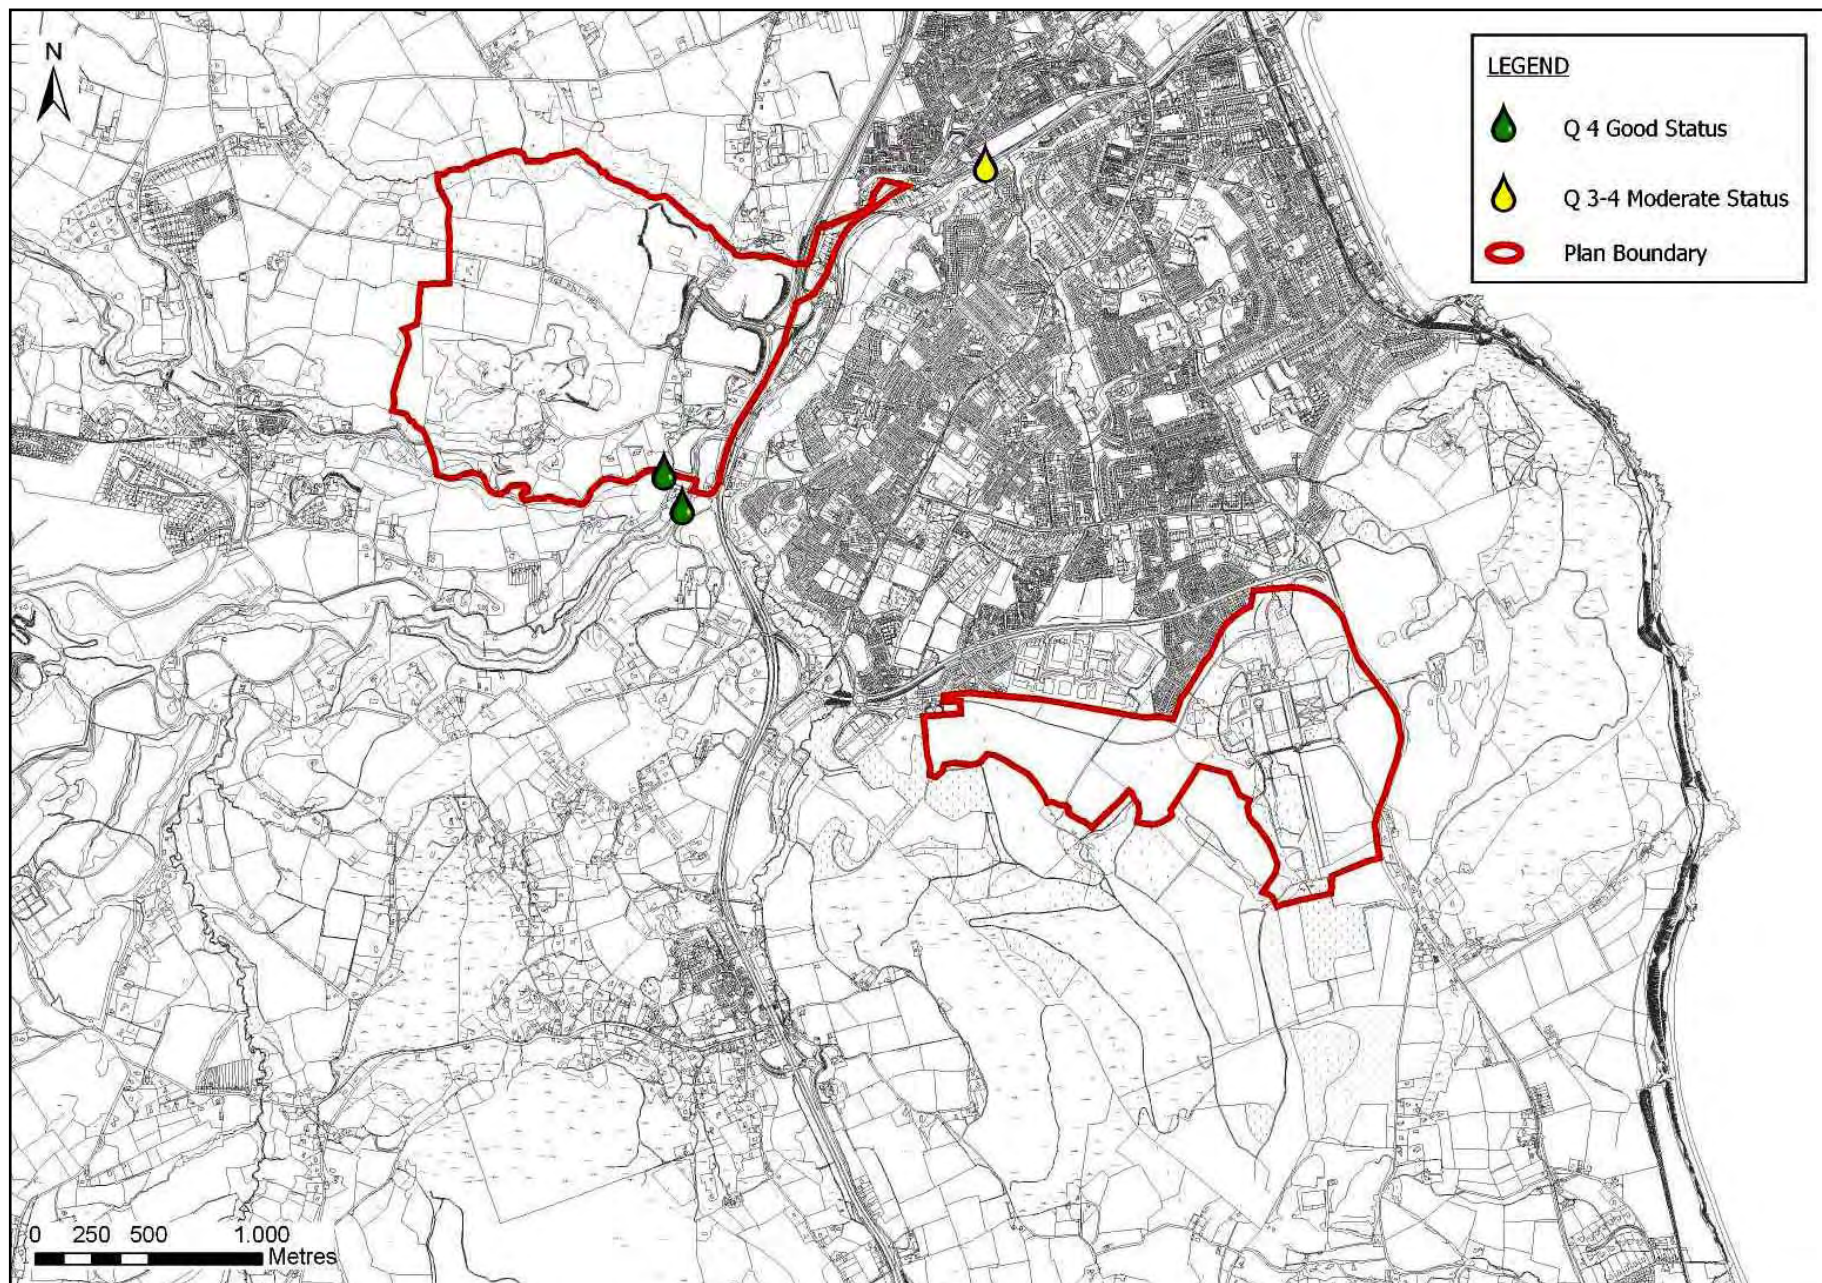 N
LEGEND
Q 4 Good Status
Q 3-4 Moderate Status
Plan Boundary
0 250 500 1.000
Metres